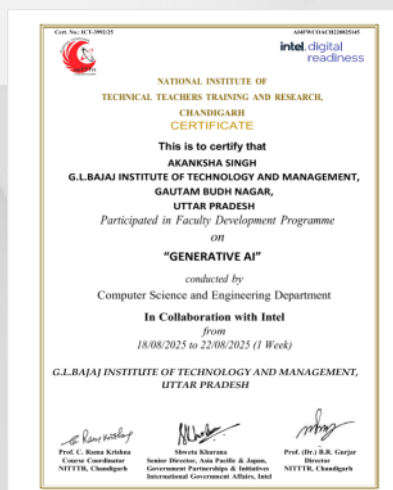 Cert. No.: ICT-3992/25
AI4FWCOACH220025145
intel. digital
readiness
NATIONAL INSTITUTE OF
TECHNICAL TEACHERS TRAINING AND RESEARCH,
CHANDIGARH
CERTIFICATE
This is to certify that
AKANKSHA SINGH
G.L.BAJAJ INSTITUTE OF TECHNOLOGY AND MANAGEMENT,
GAUTAM BUDH NAGAR,
UTTAR PRADESH
Participated in Faculty Development Programme
on
“GENERATIVE AI”
conducted by
Computer Science and Engineering Department
In Collaboration with Intel
from
18/08/2025 to 22/08/2025 (1 Week)
G.L.BAJAJ INSTITUTE OF TECHNOLOGY AND MANAGEMENT,
UTTAR PRADESH
Prof. C. Rama Krishna
Course Coordinator
NITTTR, Chandigarh
Shweta Khurana
Senior Director, Asia Pacific & Japan,
Government Partnerships & Initiatives
International Government Affairs, Intel
Prof. (Dr.) B.R. Gurjar
Director
NITTTR, Chandigarh